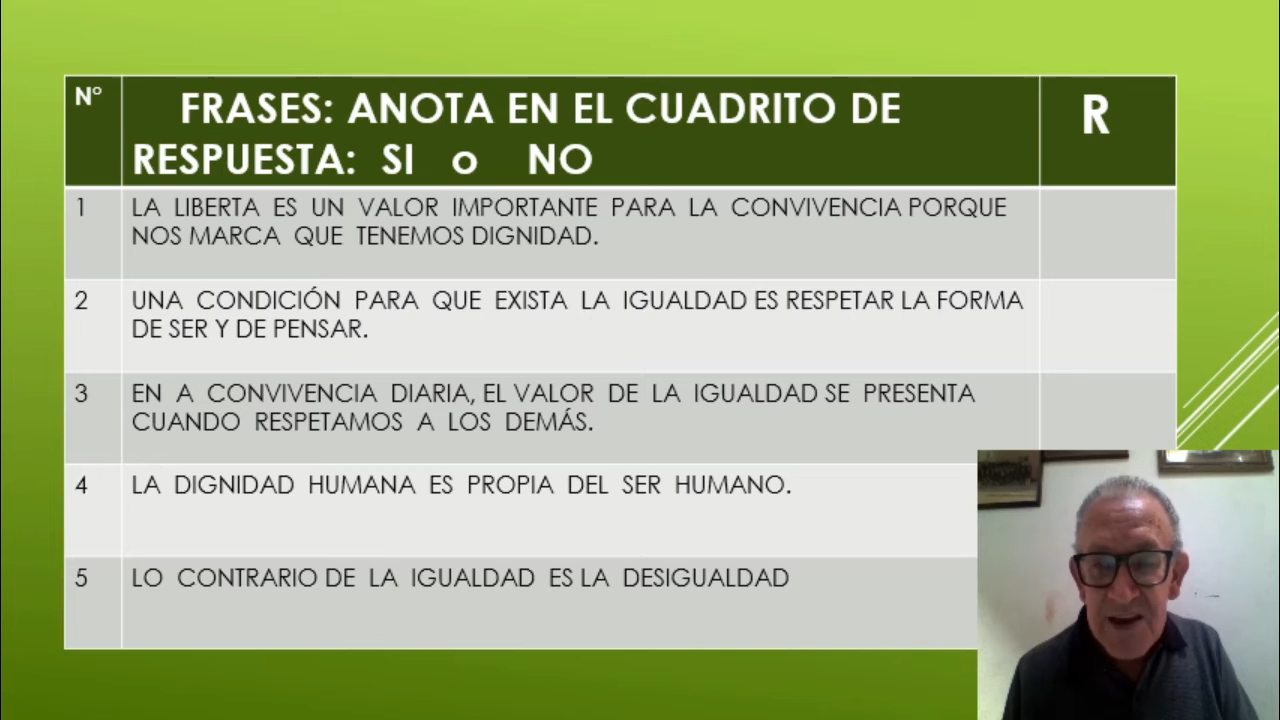 N°
FRASES: ANOTA EN EL CUADRITO DE
RESPUESTA: SI o NO
R
1
LA LIBERTA ES UN VALOR IMPORTANTE PARA LA CONVIVENCIA PORQUE
NOS MARCA QUE TENEMOS DIGNIDAD.
2
UNA CONDICIÓN PARA QUE EXISTA LA IGUALDAD ES RESPETAR LA FORMA
DE SER Y DE PENSAR.
3
EN A CONVIVENCIA DIARIA, EL VALOR DE LA IGUALDAD SE PRESENTA
CUANDO RESPETAMOS A LOS DEMÁS.
4
LA DIGNIDAD HUMANA ES PROPIA DEL SER HUMANO.
5
LO CONTRARIO DE LA IGUALDAD ES LA DESIGUALDAD